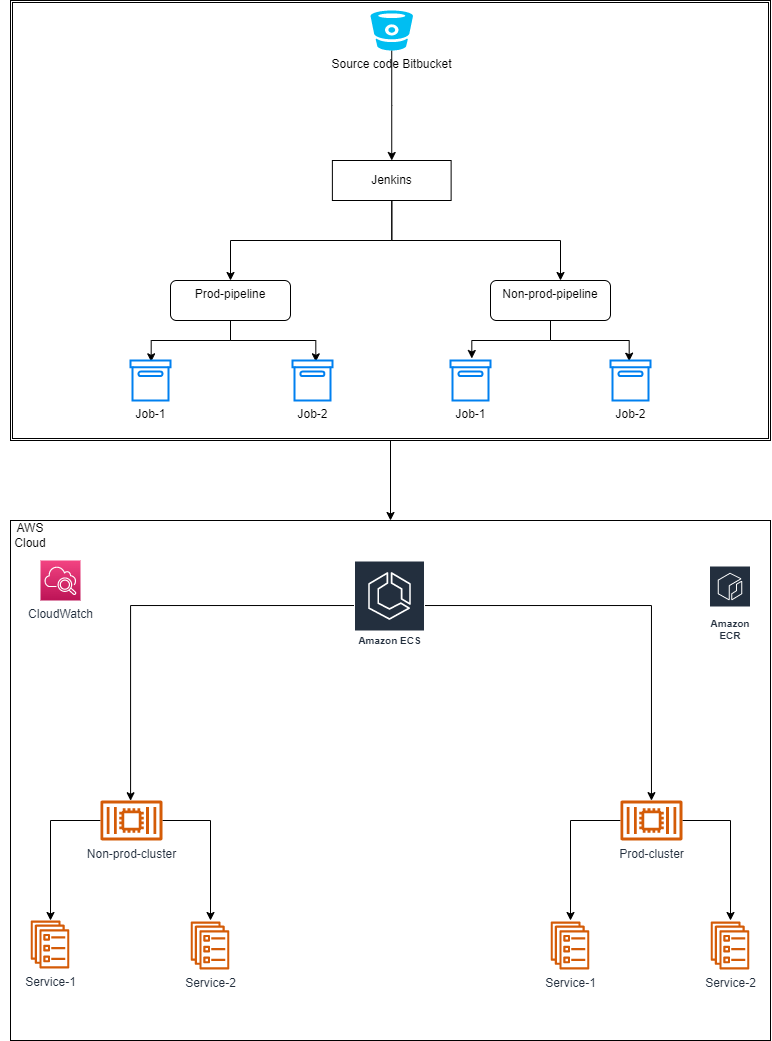 Source code Bitbucket
Jenkins
Prod-pipeline
Non-prod-pipeline
Job-1
Job-2
Job-1
Job-2
AWS
Cloud
CloudWatch
Amazon ECS
Amazon
ECR
Non-prod-cluster
Prod-cluster
Service-1
Service-2
Service-1
Service-2